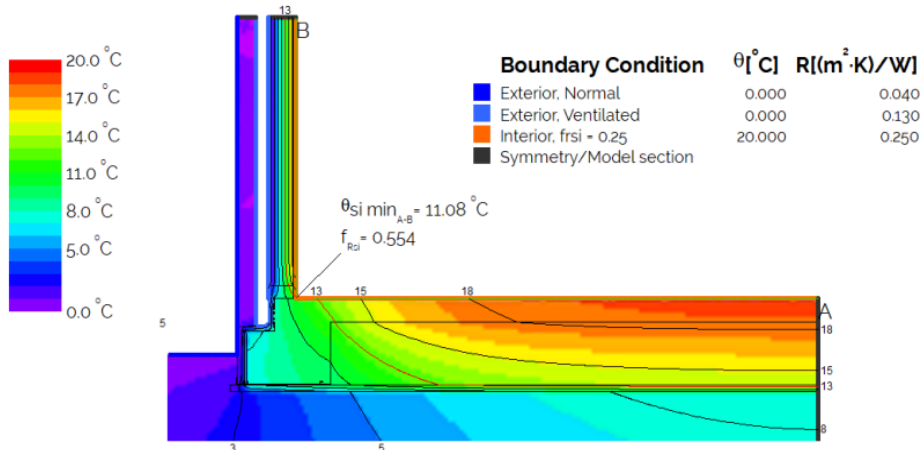 13
B
20.0 °C
17.0 °C
14.0 °C
11.0 °C
8.0 °C
5.0 °C
0.0 °C
Boundary Condition θ[°C] R[(m²·K)/W]
Exterior, Normal 0.000 0.040
Exterior, Ventilated 0.000 0.130
Interior, frsi = 0.25 20.000 0.250
Symmetry/Model section
θsi min A-B = 11.08 °C
fRsi = 0.554
13 15 18
A
5
18
15
13
8
3 5